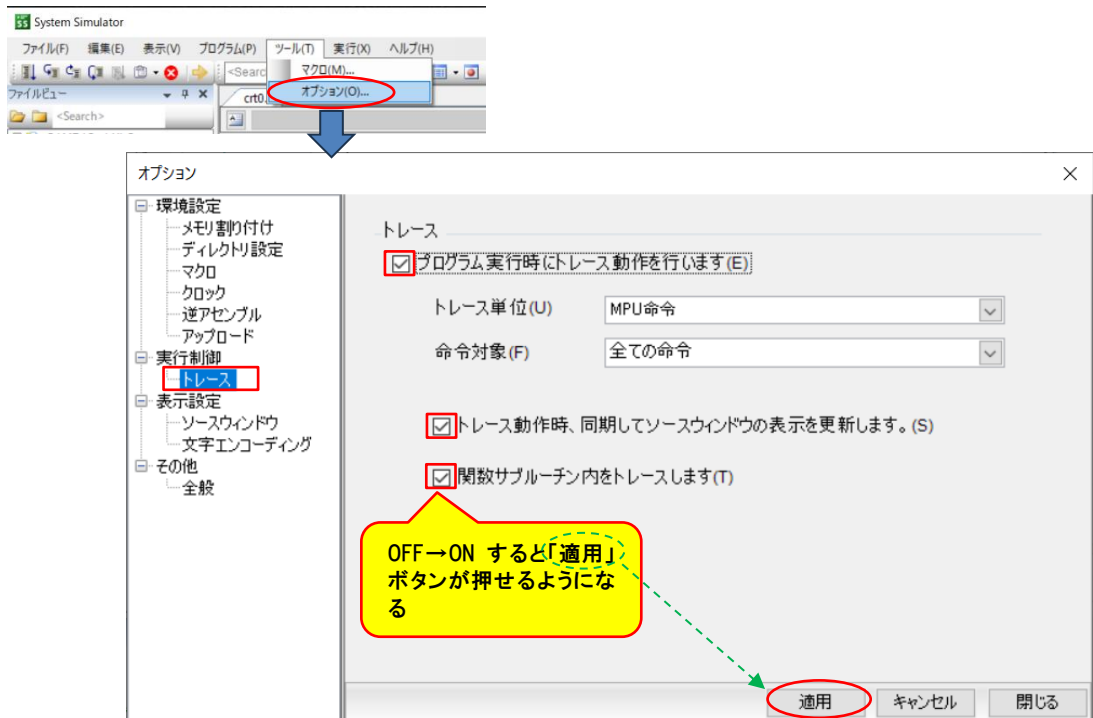 System Simulator
ファイル(F) 編集(E) 表示(V) プログラム(P) ツール(T) 実行(X) ヘルプ(H)
<Searc
マクロ(M)...
ファイルビュー
crt0.
オプション(O)...
<Search>
オプション
環境設定
メモリ割り付け
ディレクトリ設定
マクロ
クロック
逆アセンブル
アップロード
実行制御
トレース
表示設定
ソースウィンドウ
文字エンコーディング
その他
全般
トレース
プログラム実行時にトレース動作を行います(E)
トレース単位(U) MPU命令
命令対象(F) 全ての命令
トレース動作時、同期してソースウィンドウの表示を更新します。(S)
関数サブルーチン内をトレースします(T)
OFF→ON すると「適用」
ボタンが押せるようにな
る
適用 キャンセル 閉じる